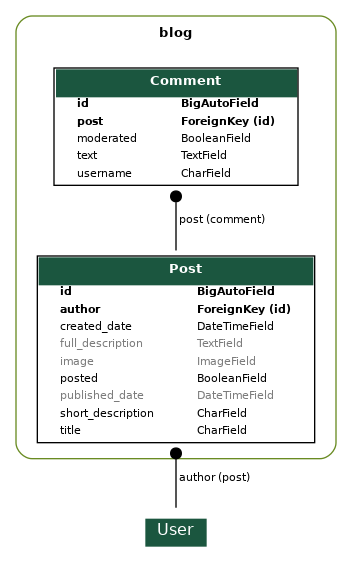 blog
Comment
id BigAutoField
post ForeignKey (id)
moderated BooleanField
text TextField
username CharField
post (comment)
Post
id BigAutoField
author ForeignKey (id)
created_date DateTimeField
full_description TextField
image ImageField
posted BooleanField
published_date DateTimeField
short_description CharField
title CharField
author (post)
User